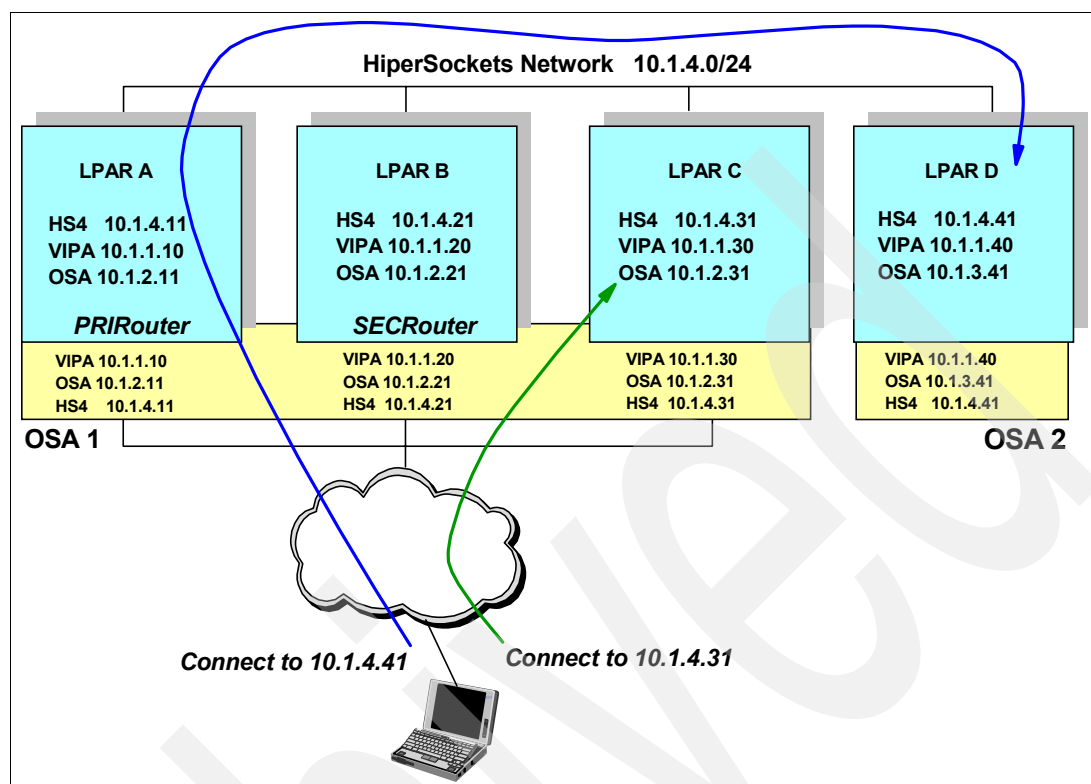 HiperSockets Network 10.1.4.0/24
LPAR A
HS4 10.1.4.11
VIPA 10.1.1.10
OSA 10.1.2.11
PRIRouter
LPAR B
HS4 10.1.4.21
VIPA 10.1.1.20
OSA 10.1.2.21
SECRouter
LPAR C
HS4 10.1.4.31
VIPA 10.1.1.30
OSA 10.1.2.31
LPAR D
HS4 10.1.4.41
VIPA 10.1.1.40
OSA 10.1.3.41
VIPA 10.1.1.10
OSA 10.1.2.11
HS4 10.1.4.11
VIPA 10.1.1.20
OSA 10.1.2.21
HS4 10.1.4.21
VIPA 10.1.1.30
OSA 10.1.2.31
HS4 10.1.4.31
VIPA 10.1.1.40
OSA 10.1.3.41
HS4 10.1.4.41
OSA 1
OSA 2
Connect to 10.1.4.41
Connect to 10.1.4.31